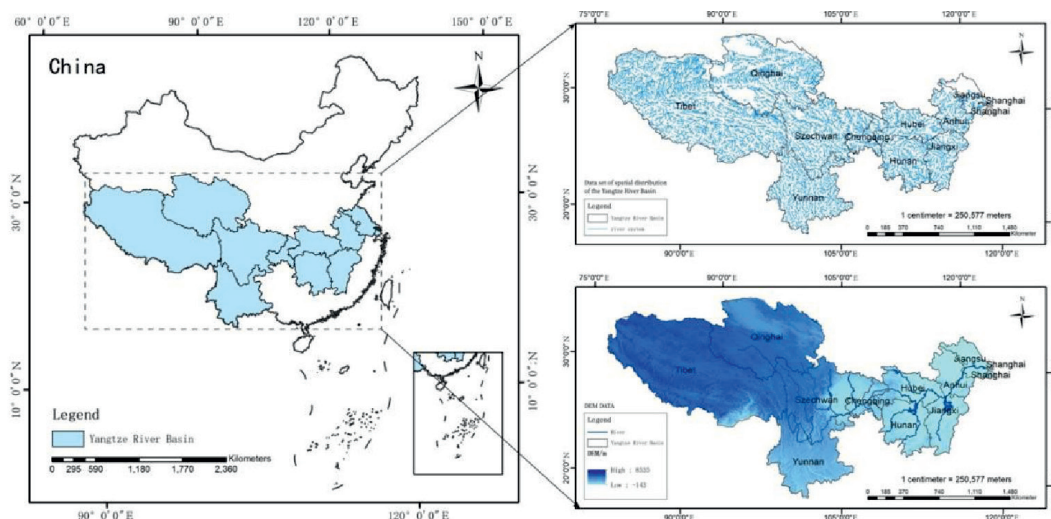 60° 0'0"E
90° 0'0"E
120° 0'0"E
150° 0'0"E
China
N
30° 0'0"N
10° 0'0"N
30° 0'0"N
10° 0'0"N
Legend
Yangtze River Basin
0 295 590 1,180 1,770 2,360
Kilometers
90° 0'0"E
120° 0'0"E
75°0'0"E
90°0'0"E
105°0'0"E
120°0'0"E
N
30°0'0"N
20°0'0"N
Qinghai
Tibet
Szechwan
Chongqing
Hubei
Jiangsu
Shanghai
Shanghai
Anhui
Jiangxi
Hunan
Yunnan
Data set of spatial distribution
of the Yangtze River Basin
Legend
Yangtze River Basin
river system
1 centimeter = 250,577 meters
0 185 370 740 1,110 1,480
Kilometer
90°0'0"E
105°0'0"E
120°0'0"E
75°0'0"E
90°0'0"E
105°0'0"E
120°0'0"E
N
30°0'0"N
20°0'0"N
Qinghai
Tibet
Szechwan
Chongqing
Hubei
Jiangsu
Shanghai
Shanghai
Anhui
Jiangxi
Hunan
Yunnan
DEM DATA
Legend
River
Yangtze River Basin
DEM/m
High : 8535
Low : -142
1 centimeter = 250,577 meters
0 185 370 740 1,110 1,480
Kilometer
90°0'0"E
105°0'0"E
120°0'0"E